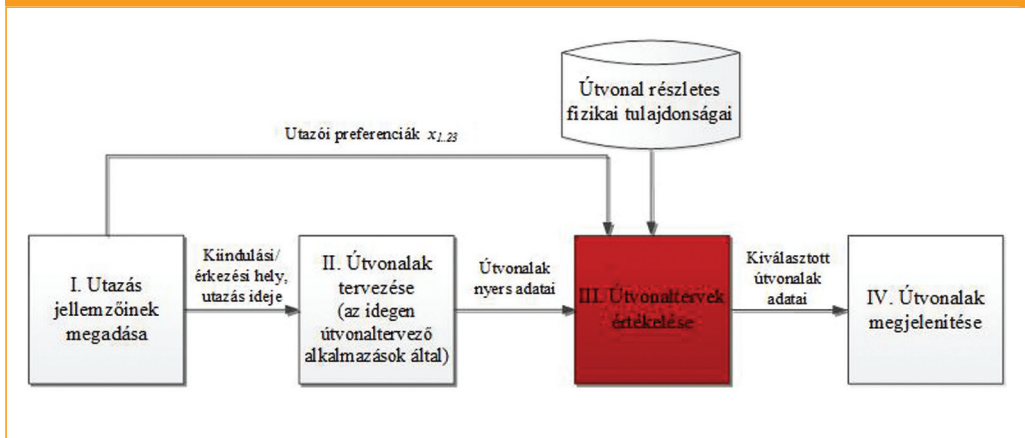 Útvonal részletes
fizikai tulajdonságai
Utazói preferenciák x1..23
I. Utazás
jellemzőinek
megadása
Kiindulási/
érkezési hely,
utazás ideje
II. Útvonalak
tervezése
(az idegen
útvonaltervező
alkalmazások által)
Útvonalak
nyers adatai
III. Útvonaltervek
értékelése
Kiválasztott
útvonalak
adatai
IV. Útvonalak
megjelenítése